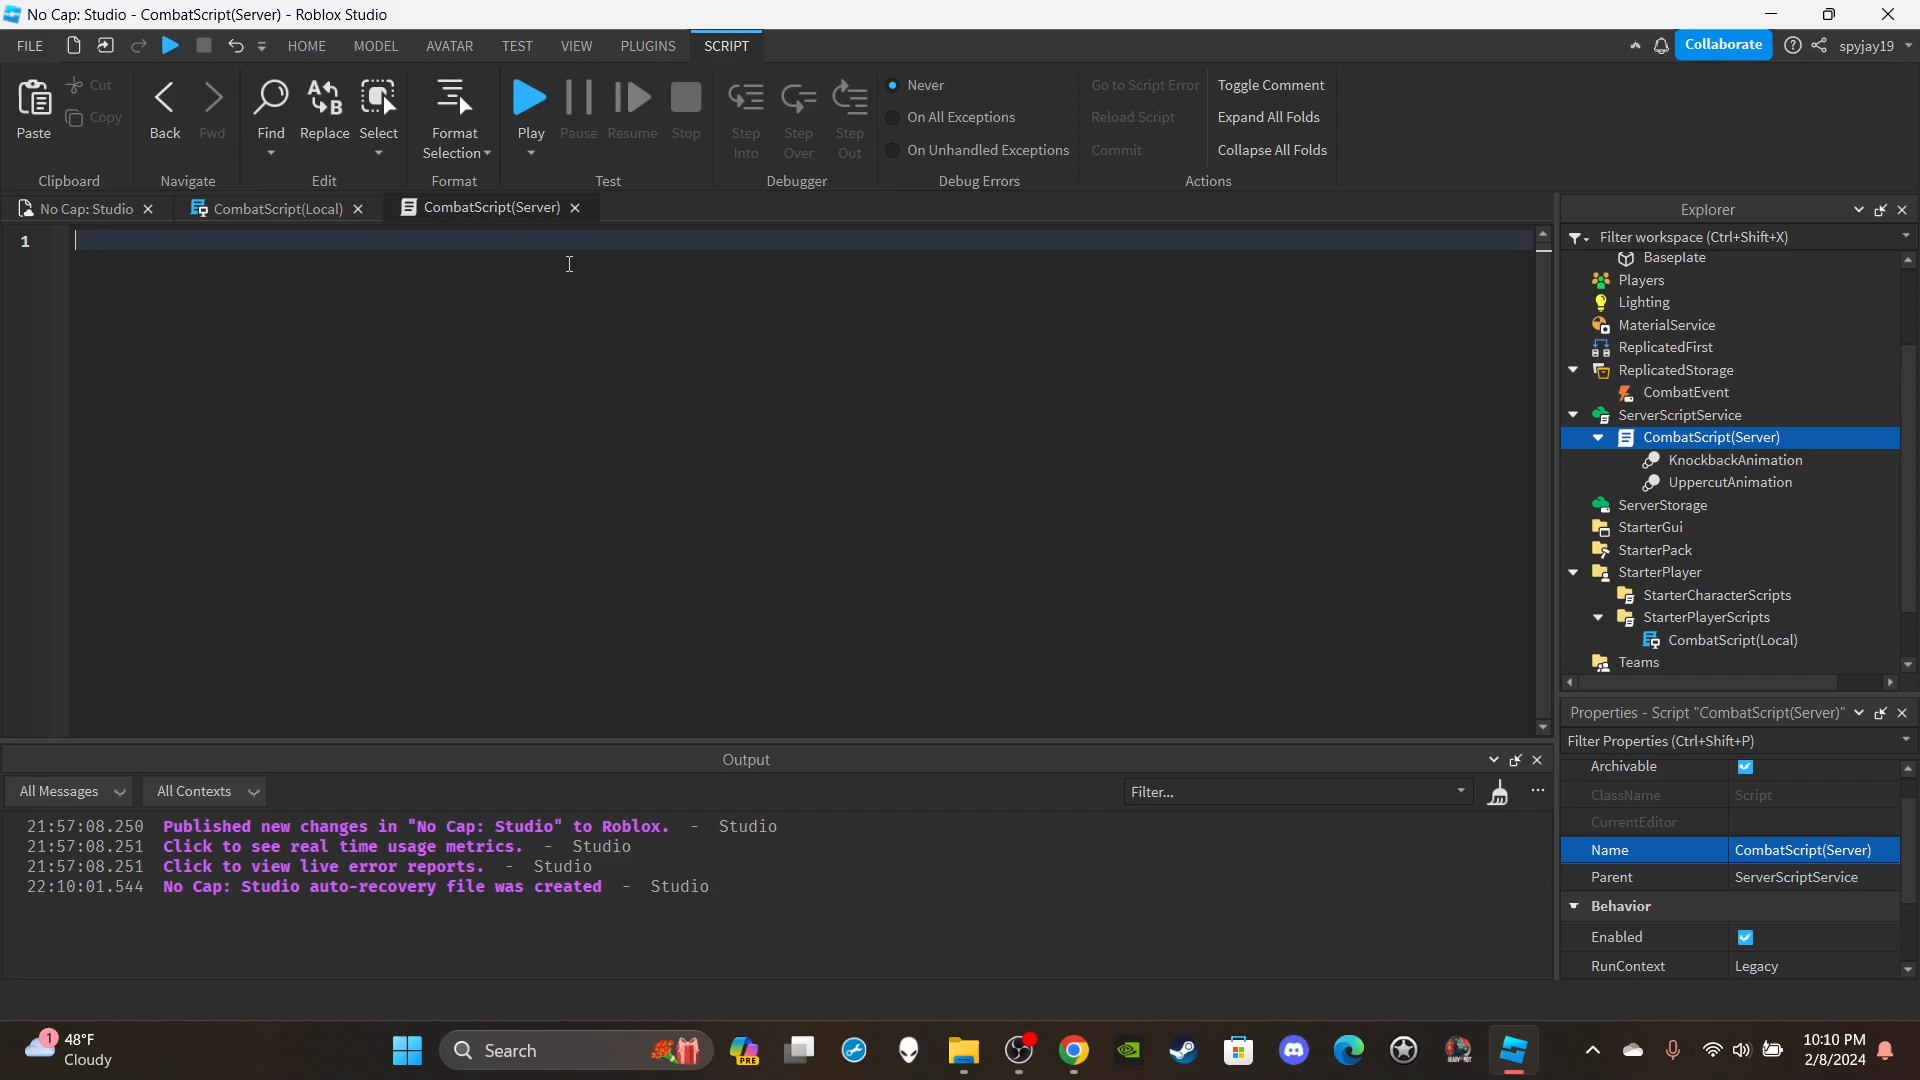 No Cap: Studio - CombatScript(Server) - Roblox Studio
FILE HOME MODEL AVATAR TEST VIEW PLUGINS SCRIPT Collaborate spyjay19
Paste Cut Copy
Clipboard
Back Fwd
Navigate
Find Replace Select
Edit
Format Selection
Format
Play Pause Resume Stop
Test
Step Into Step Over Step Out
Debugger
Never
On All Exceptions
On Unhandled Exceptions
Debug Errors
Go to Script Error Toggle Comment
Reload Script Expand All Folds
Commit Collapse All Folds
Actions
No Cap: Studio CombatScript(Local) CombatScript(Server)
1
Explorer
Filter workspace (Ctrl+Shift+X)
Baseplate
Players
Lighting
MaterialService
ReplicatedFirst
ReplicatedStorage
CombatEvent
ServerScriptService
CombatScript(Server)
KnockbackAnimation
UppercutAnimation
ServerStorage
StarterGui
StarterPack
StarterPlayer
StarterCharacterScripts
StarterPlayerScripts
CombatScript(Local)
Teams
Properties - Script "CombatScript(Server)"
Filter Properties (Ctrl+Shift+P)
Archivable
ClassName Script
CurrentEditor
Name CombatScript(Server)
Parent ServerScriptService
Behavior
Enabled
RunContext Legacy
Output
All Messages All Contexts Filter...
21:57:08.250 Published new changes in "No Cap: Studio" to Roblox. - Studio
21:57:08.251 Click to see real time usage metrics. - Studio
21:57:08.251 Click to view live error reports. - Studio
22:10:01.544 No Cap: Studio auto-recovery file was created - Studio
1 48°F
Cloudy
Search
PRE
10:10 PM
2/8/2024